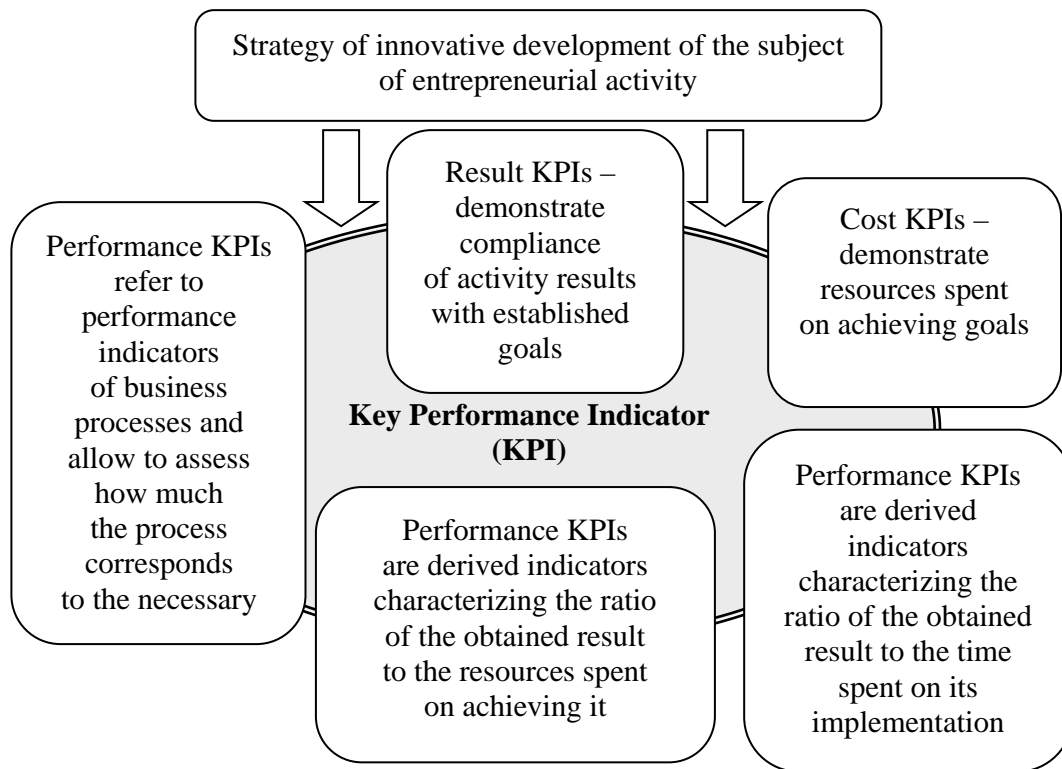 Strategy of innovative development of the subject
of entrepreneurial activity
Result KPIs –
demonstrate
compliance
of activity results
with established
goals
Cost KPIs –
demonstrate
resources spent
on achieving goals
Performance KPIs
refer to
performance
indicators
of business
processes and
allow to assess
how much
the process
corresponds
to the necessary
Key Performance Indicator
(KPI)
Performance KPIs
are derived indicators
characterizing the ratio
of the obtained result
to the resources spent
on achieving it
Performance KPIs
are derived
indicators
characterizing the
ratio of the obtained
result to the time
spent on its
implementation